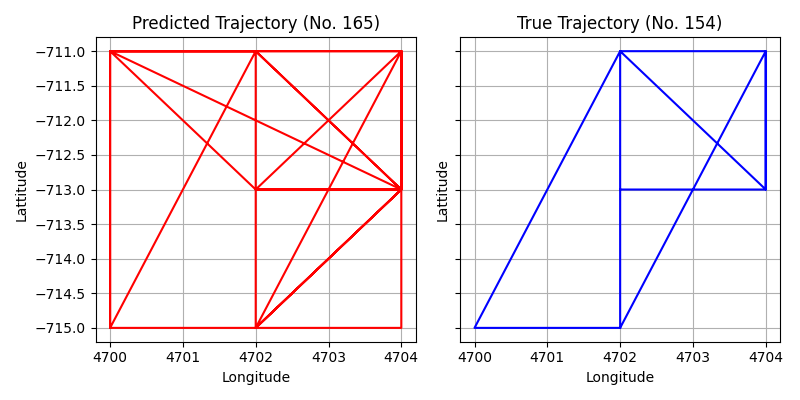 Predicted Trajectory (No. 165)
True Trajectory (No. 154)
−711.0
−711.5
−712.0
−712.5
−713.0
−713.5
−714.0
−714.5
−715.0
Lattitude
Lattitude
4700 4701 4702 4703 4704
4700 4701 4702 4703 4704
Longitude
Longitude